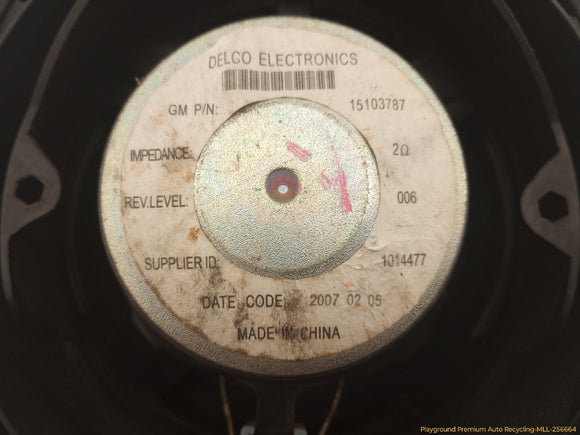 DELCO ELECTRONICS
GM P/N: 15103787
IMPEDANCE: 2Ω
REV.LEVEL: 006
SUPPLIER ID: 1014477
DATE CODE: 2007 02 05
MADE IN CHINA
Playground Premium Auto Recycling-MLL-256664